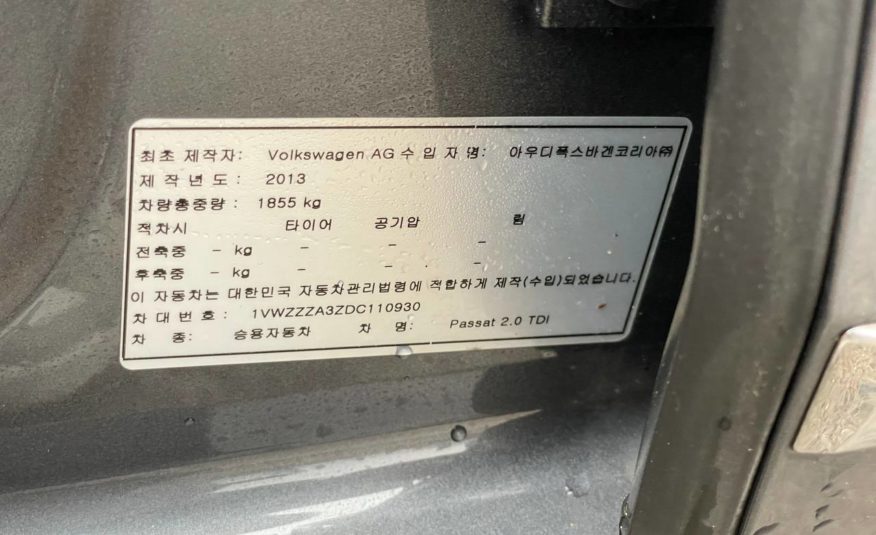 최초 제작자: Volkswagen AG 수 입 자 명: 아우디폭스바겐코리아㈜
제 작 년 도 : 2013
차량총중량 : 1855 kg
적차시 타이어 공기압 림
전축중 - kg - - -
후축중 - kg - - -
이 자동차는 대한민국 자동차관리법령에 적합하게 제작(수입)되었습니다.
차 대 번 호 : 1VWZZZA3ZDC110930
차 종: 승용자동차 차 명: Passat 2.0 TDI